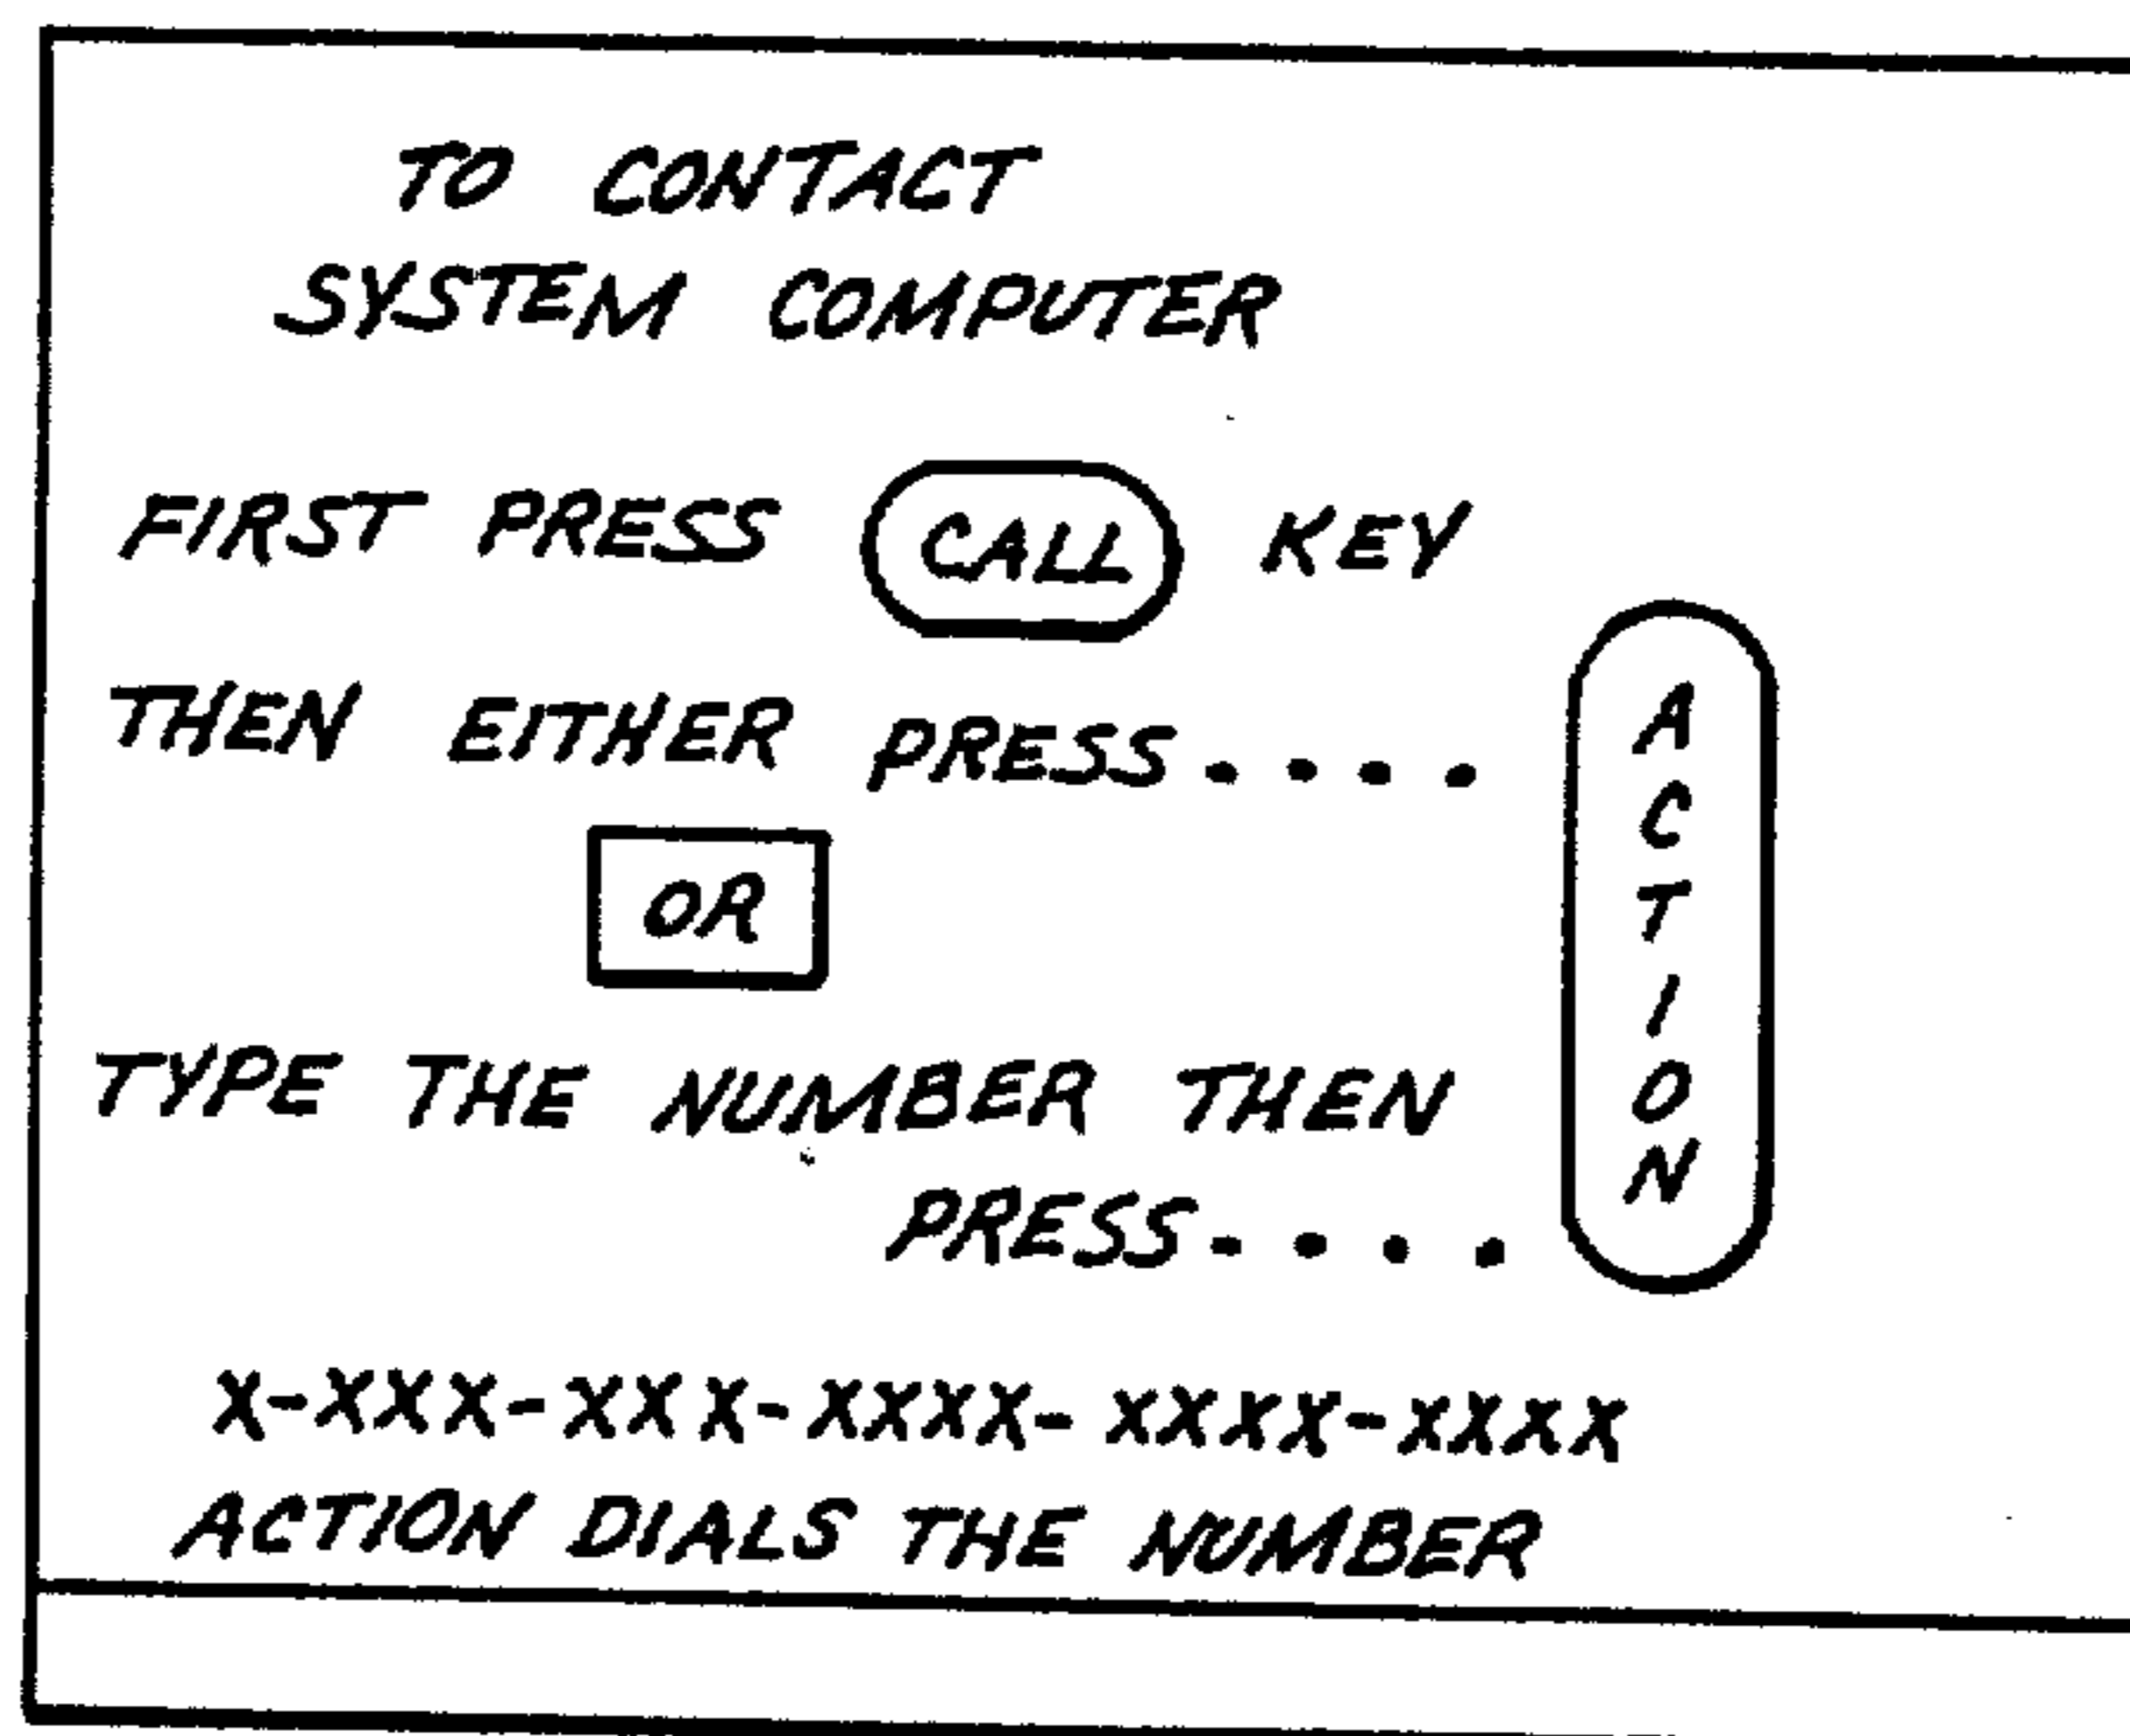 TO CONTACT
SYSTEM COMPUTER
FIRST PRESS CALL KEY
THEN EITHER PRESS....
OR
TYPE THE NUMBER THEN
PRESS....
ACTION
X-XXX-XXX-XXXX-XXXX-XXXX
ACTION DIALS THE NUMBER